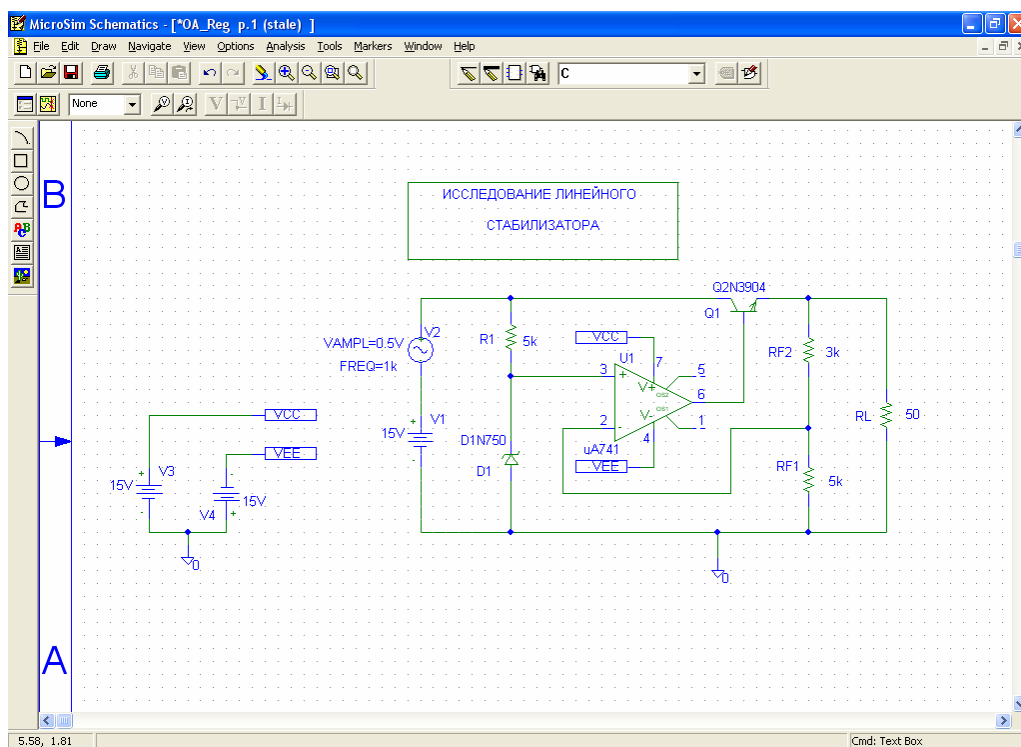 MicroSim Schematics - [*OA_Reg p.1 (stale) ]
File Edit Draw Navigate View Options Analysis Tools Markers Window Help
C
None
B
ИССЛЕДОВАНИЕ ЛИНЕЙНОГО
СТАБИЛИЗАТОРА
Q2N3904
Q1
V2
VAMPL=0.5V
FREQ=1k
R1
5k
VCC
7
U1
3
+
V+
OS2
5
6
OS1
1
V-
2
-
4
uA741
VEE
RF2
3k
RL
50
RF1
5k
+
V1
15V
-
D1N750
D1
VCC
VEE
+
V3
15V
-
-
15V
V4
+
0
0
A
5.58, 1.81
Cmd: Text Box